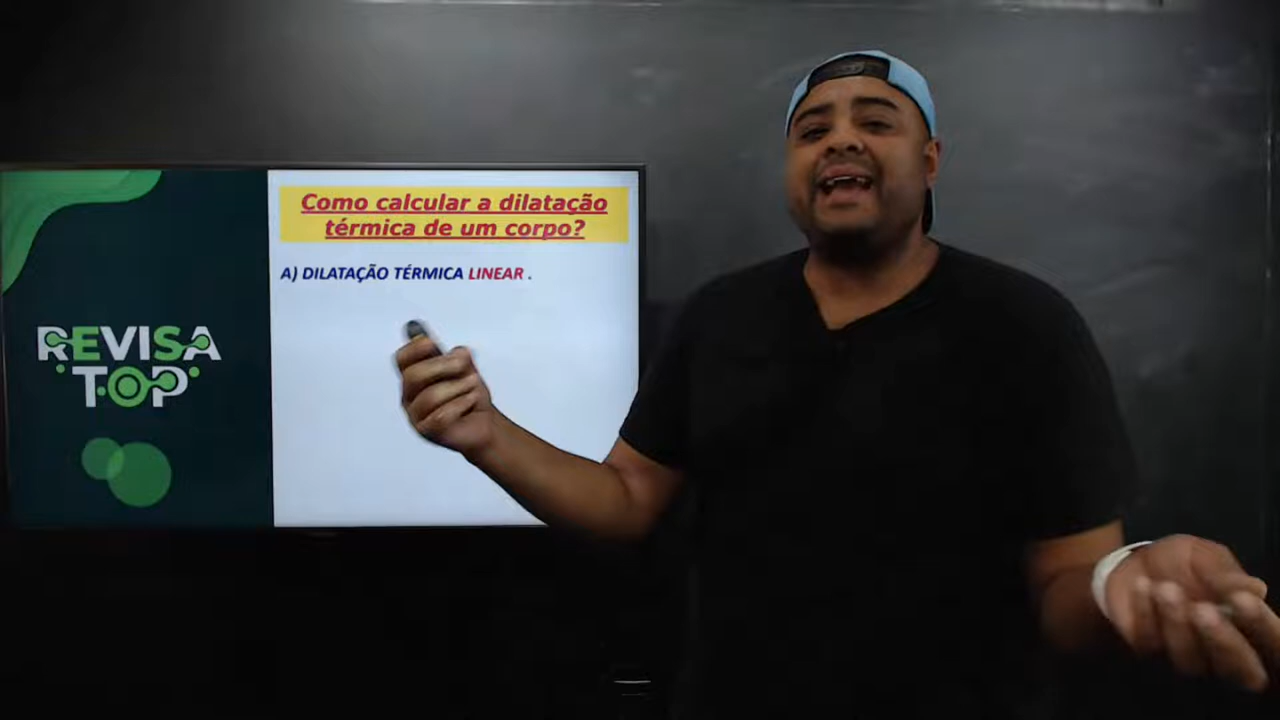 Como calcular a dilatação
térmica de um corpo?
A) DILATAÇÃO TÉRMICA LINEAR .
REVISA
TOP